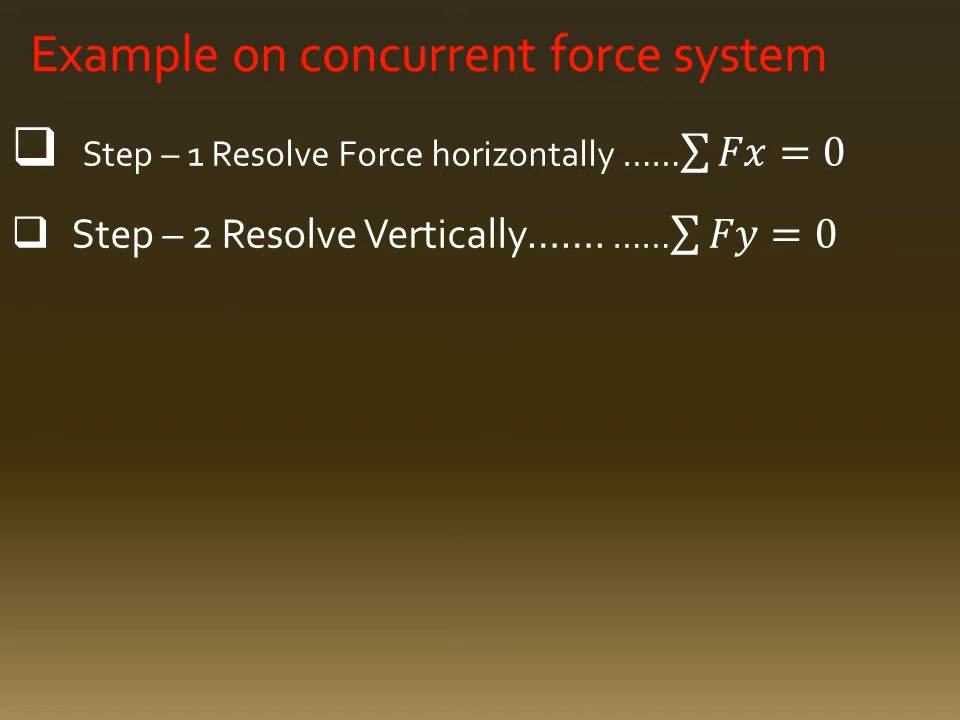 Example on concurrent force system
❑ Step – 1 Resolve Force horizontally ……∑ 𝐹𝑥 = 0
❑ Step – 2 Resolve Vertically……. ……∑ 𝐹𝑦 = 0